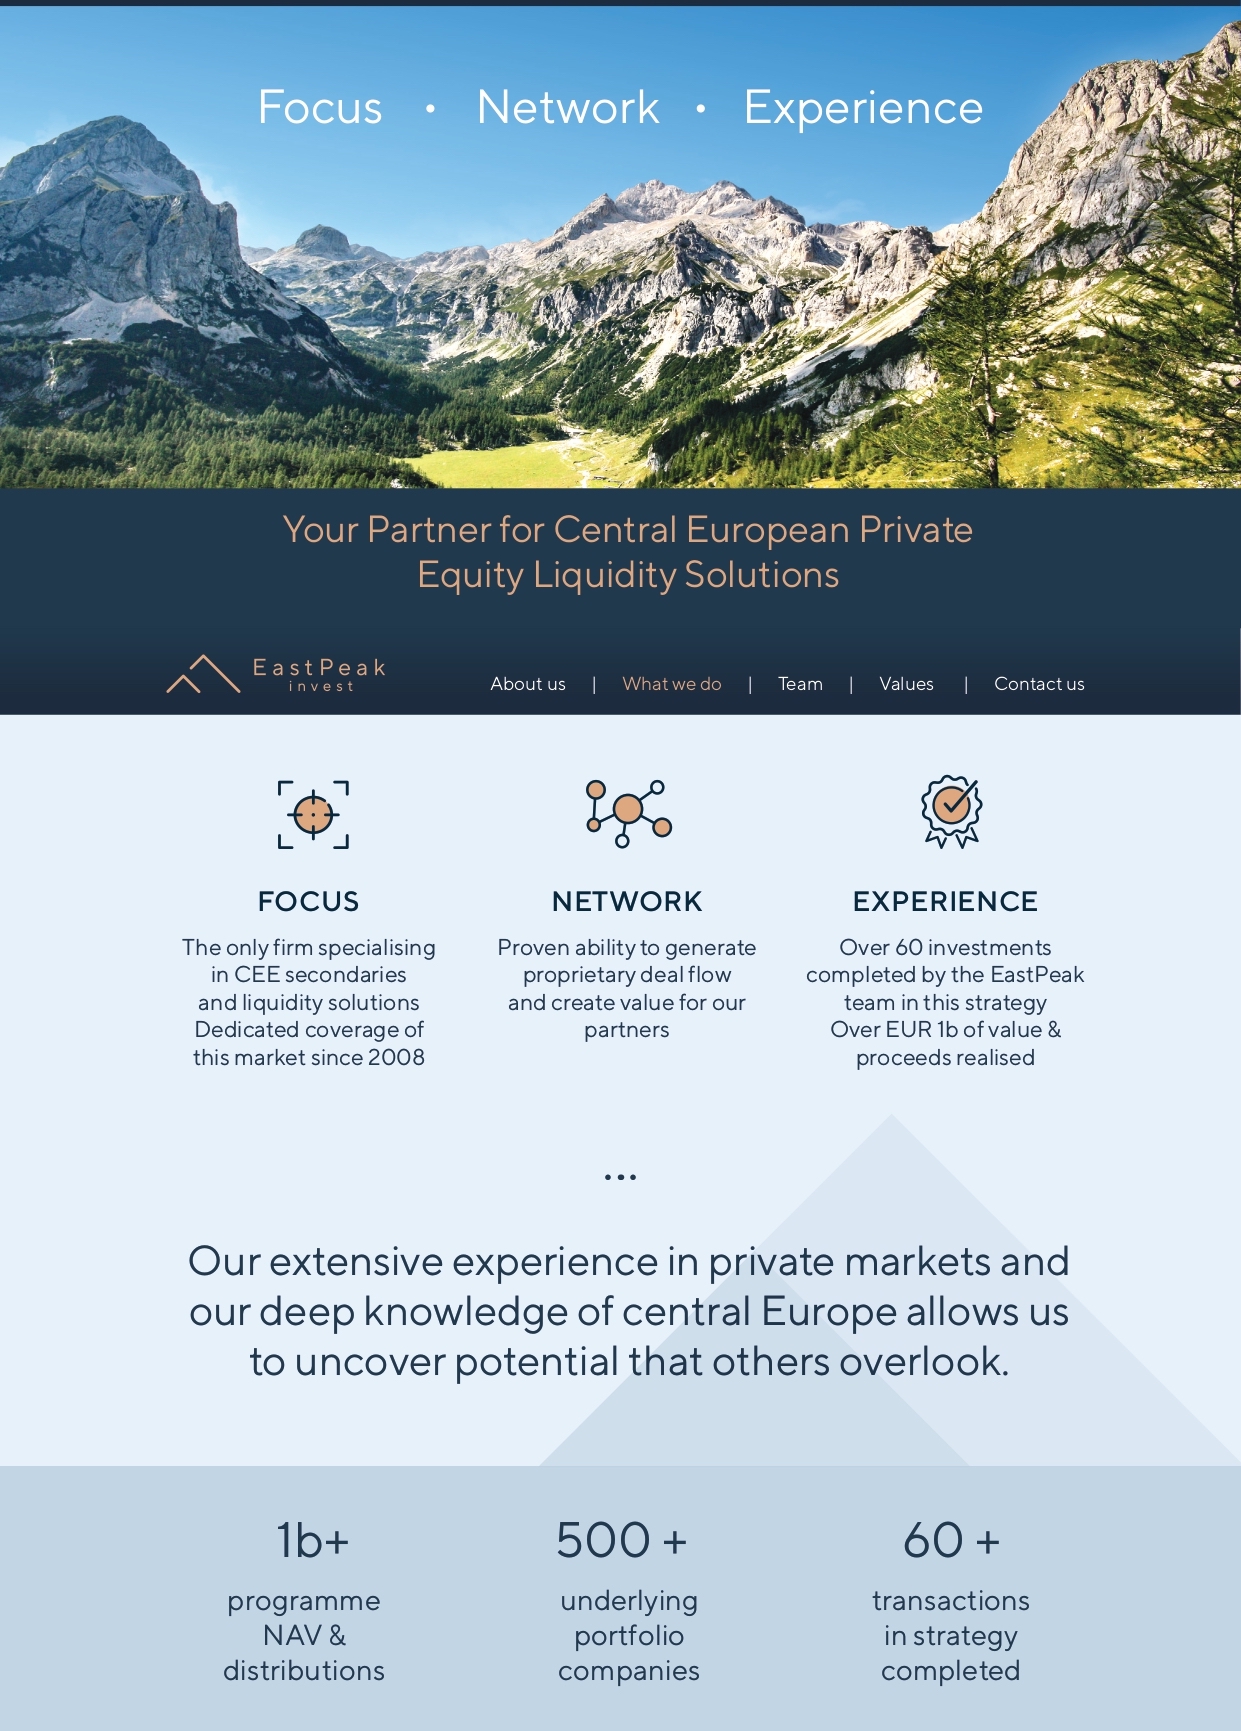 Focus • Network • Experience
Your Partner for Central European Private
Equity Liquidity Solutions
EastPeak
invest
About us | What we do | Team | Values | Contact us
FOCUS
The only firm specialising
in CEE secondaries
and liquidity solutions
Dedicated coverage of
this market since 2008
NETWORK
Proven ability to generate
proprietary deal flow
and create value for our
partners
EXPERIENCE
Over 60 investments
completed by the EastPeak
team in this strategy
Over EUR 1b of value &
proceeds realised
...
Our extensive experience in private markets and
our deep knowledge of central Europe allows us
to uncover potential that others overlook.
1b+
programme
NAV &
distributions
500 +
underlying
portfolio
companies
60 +
transactions
in strategy
completed